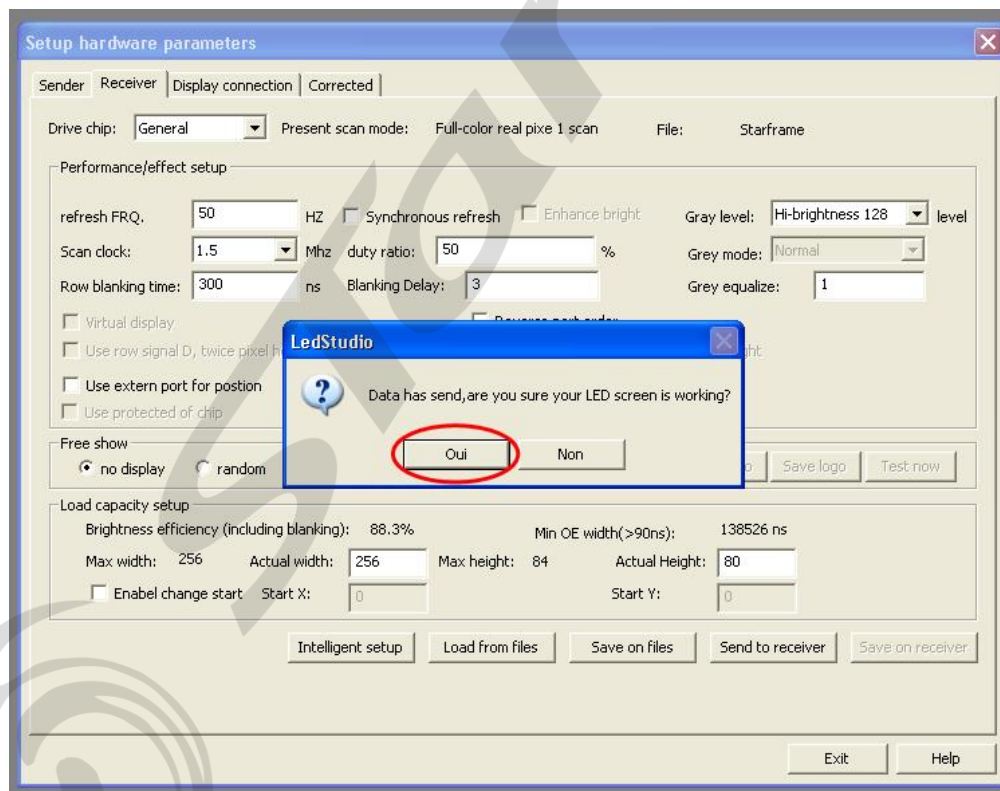 Setup hardware parameters
Sender Receiver Display connection Corrected
Drive chip: General Present scan mode: Full-color real pixe 1 scan File: Starframe
Performance/effect setup
refresh FRQ. 50 HZ Synchronous refresh Enhance bright Gray level: Hi-brightness 128 level
Scan clock: 1.5 Mhz duty ratio: 50 % Grey mode: Normal
Row blanking time: 300 ns Blanking Delay: 3 Grey equalize: 1
Virtual display
Use row signal D, twice pixel
LedStudio
Data has send,are you sure your LED screen is working?
Oui Non
Use extern port for postion
Use protected of chip
Free show
no display random Save logo Test now
Load capacity setup
Brightness efficiency (including blanking): 88.3% Min OE width(>90ns): 138526 ns
Max width: 256 Actual width: 256 Max height: 84 Actual Height: 80
Enabel change start Start X: 0 Start Y: 0
Intelligent setup Load from files Save on files Send to receiver Save on receiver
Exit Help
Star